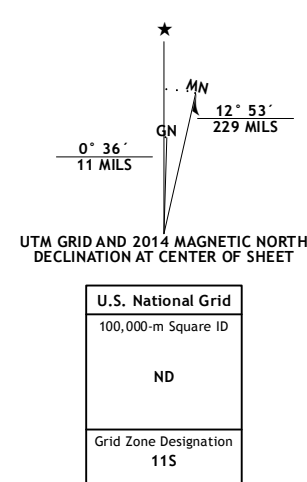 ★
MN
GN
12° 53´
229 MILS
0° 36´
11 MILS
UTM GRID AND 2014 MAGNETIC NORTH
DECLINATION AT CENTER OF SHEET
U.S. National Grid
100,000-m Square ID
ND
Grid Zone Designation
11S